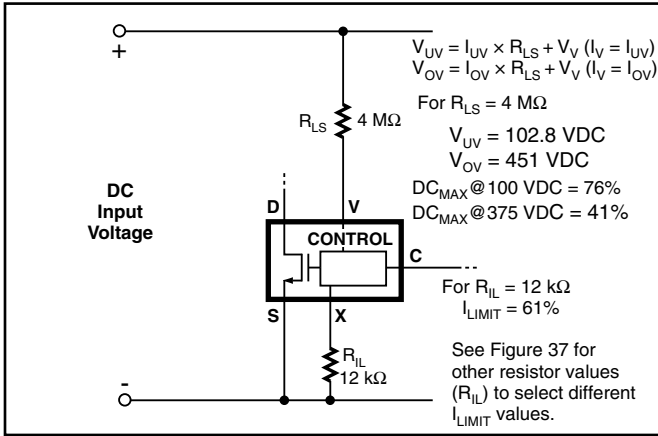 +
V_UV = I_UV × R_LS + V_V (I_V = I_UV)
V_OV = I_OV × R_LS + V_V (I_V = I_OV)
For R_LS = 4 MΩ
V_UV = 102.8 VDC
V_OV = 451 VDC
DC_MAX@100 VDC = 76%
DC_MAX@375 VDC = 41%
R_LS 4 MΩ
DC
Input
Voltage
D V
CONTROL
C
S X
For R_IL = 12 kΩ
I_LIMIT = 61%
R_IL
12 kΩ
See Figure 37 for
other resistor values
(R_IL) to select different
I_LIMIT values.
-